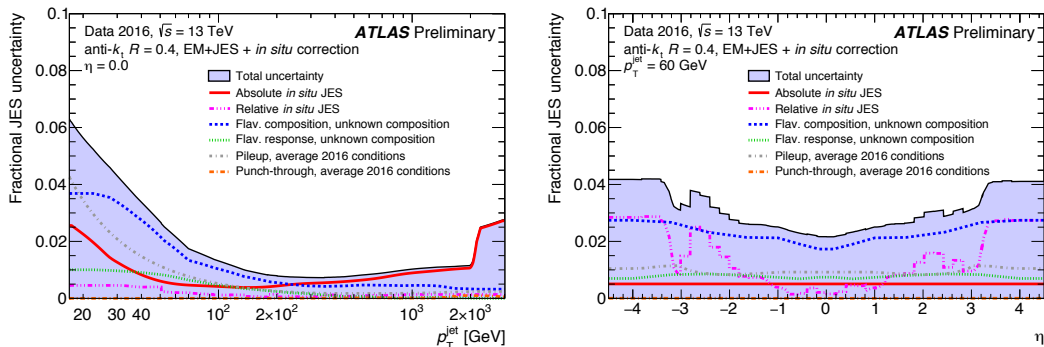 Fractional JES uncertainty
0.1
0.08
0.06
0.04
0.02
0
Data 2016, √s = 13 TeV
ATLAS Preliminary
anti-kt R = 0.4, EM+JES + in situ correction
η = 0.0
Total uncertainty
Absolute in situ JES
Relative in situ JES
Flav. composition, unknown composition
Flav. response, unknown composition
Pileup, average 2016 conditions
Punch-through, average 2016 conditions
20 30 40 10² 2×10² 10³ 2×10³
pTjet [GeV]
Fractional JES uncertainty
0.1
0.08
0.06
0.04
0.02
0
Data 2016, √s = 13 TeV
ATLAS Preliminary
anti-kt R = 0.4, EM+JES + in situ correction
pTjet = 60 GeV
Total uncertainty
Absolute in situ JES
Relative in situ JES
Flav. composition, unknown composition
Flav. response, unknown composition
Pileup, average 2016 conditions
Punch-through, average 2016 conditions
−4 −3 −2 −1 0 1 2 3 4
η